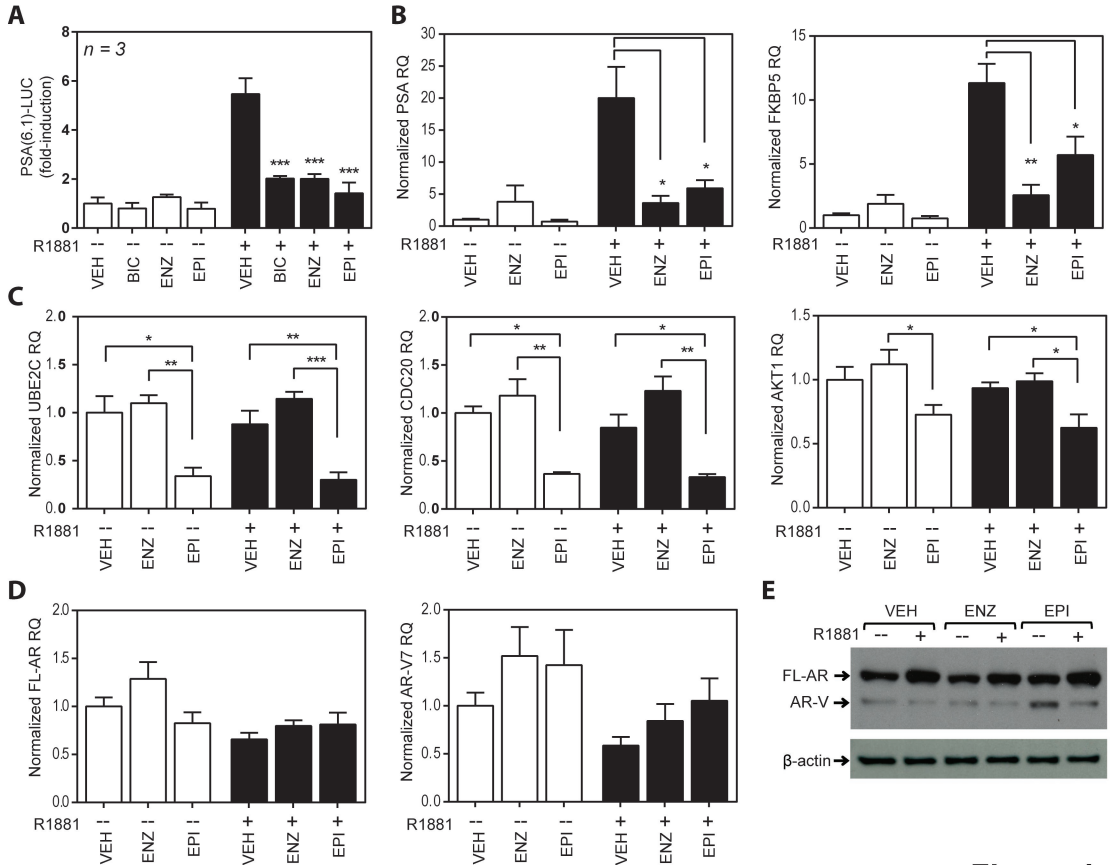 A
PSA(6.1)-LUC
(fold-induction)
8
6
4
2
0
n = 3
*** *** ***
R1881 -- -- -- -- + + + +
VEH BIC ENZ EPI VEH BIC ENZ EPI
B
Normalized PSA RQ
30
25
20
15
10
5
0
* *
R1881 -- -- -- + + +
VEH ENZ EPI VEH ENZ EPI
Normalized FKBP5 RQ
15
10
5
0
** *
R1881 -- -- -- + + +
VEH ENZ EPI VEH ENZ EPI
C
Normalized UBE2C RQ
2.0
1.5
1.0
0.5
0.0
* **
** ***
R1881 -- -- -- + + +
VEH ENZ EPI VEH ENZ EPI
Normalized CDC20 RQ
2.0
1.5
1.0
0.5
0.0
* *
** **
R1881 -- -- -- + + +
VEH ENZ EPI VEH ENZ EPI
Normalized AKT1 RQ
1.5
1.0
0.5
0.0
* *
*
R1881 -- -- -- + + +
VEH ENZ EPI VEH ENZ EPI
D
Normalized FL-AR RQ
2.0
1.5
1.0
0.5
0.0
R1881 -- -- -- + + +
VEH ENZ EPI VEH ENZ EPI
Normalized AR-V7 RQ
2.0
1.5
1.0
0.5
0.0
R1881 -- -- -- + + +
VEH ENZ EPI VEH ENZ EPI
E
VEH ENZ EPI
R1881 -- + -- + -- +
FL-AR
AR-V
β-actin